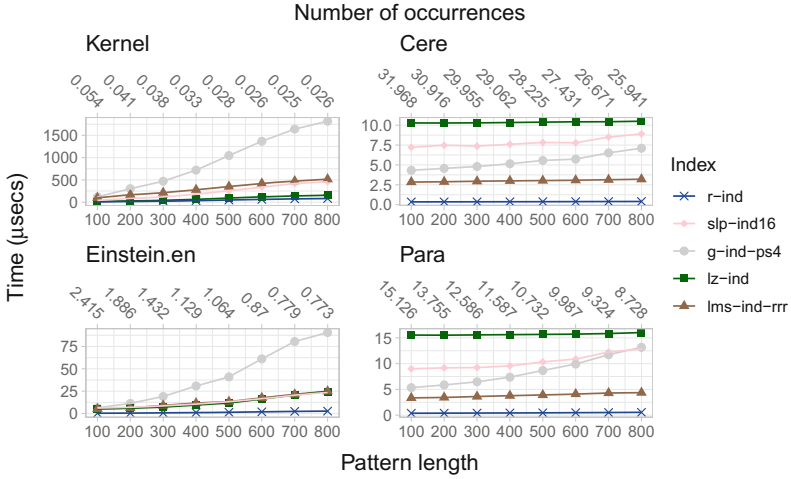 Number of occurrences
Kernel
0.054 0.041 0.038 0.033 0.028 0.026 0.025 0.026
1500
1000
500
0
100 200 300 400 500 600 700 800
Cere
31.968 30.916 29.955 29.062 28.225 27.431 26.671 25.941
10.0
7.5
5.0
2.5
0.0
100 200 300 400 500 600 700 800
Einstein.en
2.415 1.886 1.432 1.129 1.064 0.87 0.779 0.773
75
50
25
0
100 200 300 400 500 600 700 800
Para
15.126 13.755 12.586 11.587 10.732 9.987 9.324 8.728
15
10
5
0
100 200 300 400 500 600 700 800
Time (μsecs)
Pattern length
Index
r-ind
slp-ind16
g-ind-ps4
lz-ind
lms-ind-rrr